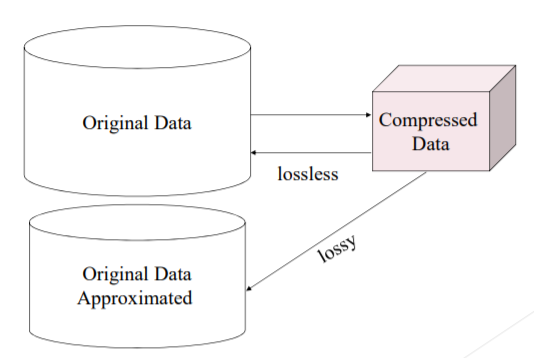 Original Data
Compressed
Data
lossless
lossy
Original Data
Approximated